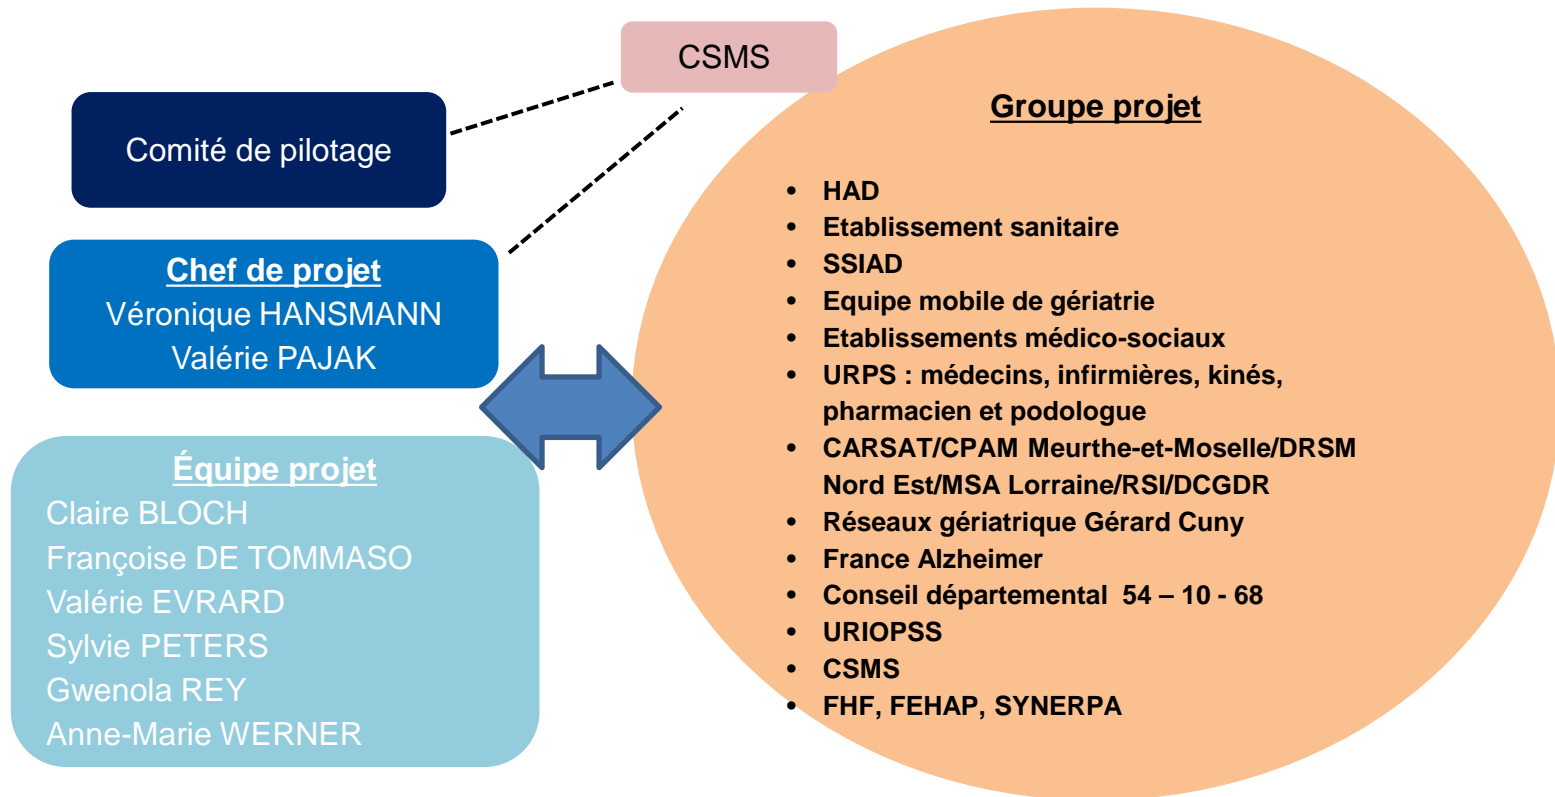 CSMS
Comité de pilotage
Chef de projet
Véronique HANSMANN
Valérie PAJAK
Équipe projet
Claire BLOCH
Françoise DE TOMMASO
Valérie EVRARD
Sylvie PETERS
Gwenola REY
Anne-Marie WERNER
Groupe projet
• HAD
• Etablissement sanitaire
• SSIAD
• Equipe mobile de gériatrie
• Etablissements médico-sociaux
• URPS : médecins, infirmières, kinés,
pharmacien et podologue
• CARSAT/CPAM Meurthe-et-Moselle/DRSM
Nord Est/MSA Lorraine/RSI/DCGDR
• Réseaux gériatrique Gérard Cuny
• France Alzheimer
• Conseil départemental 54 – 10 - 68
• URIOPSS
• CSMS
• FHF, FEHAP, SYNERPA